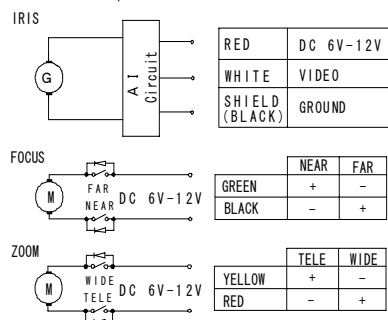 IRIS
G
AI Circuit
RED DC 6V-12V
WHITE VIDEO
SHIELD (BLACK) GROUND
FOCUS
M
FAR
NEAR
DC 6V-12V
NEAR FAR
GREEN + -
BLACK - +
ZOOM
M
WIDE
TELE
DC 6V-12V
TELE WIDE
YELLOW + -
RED - +